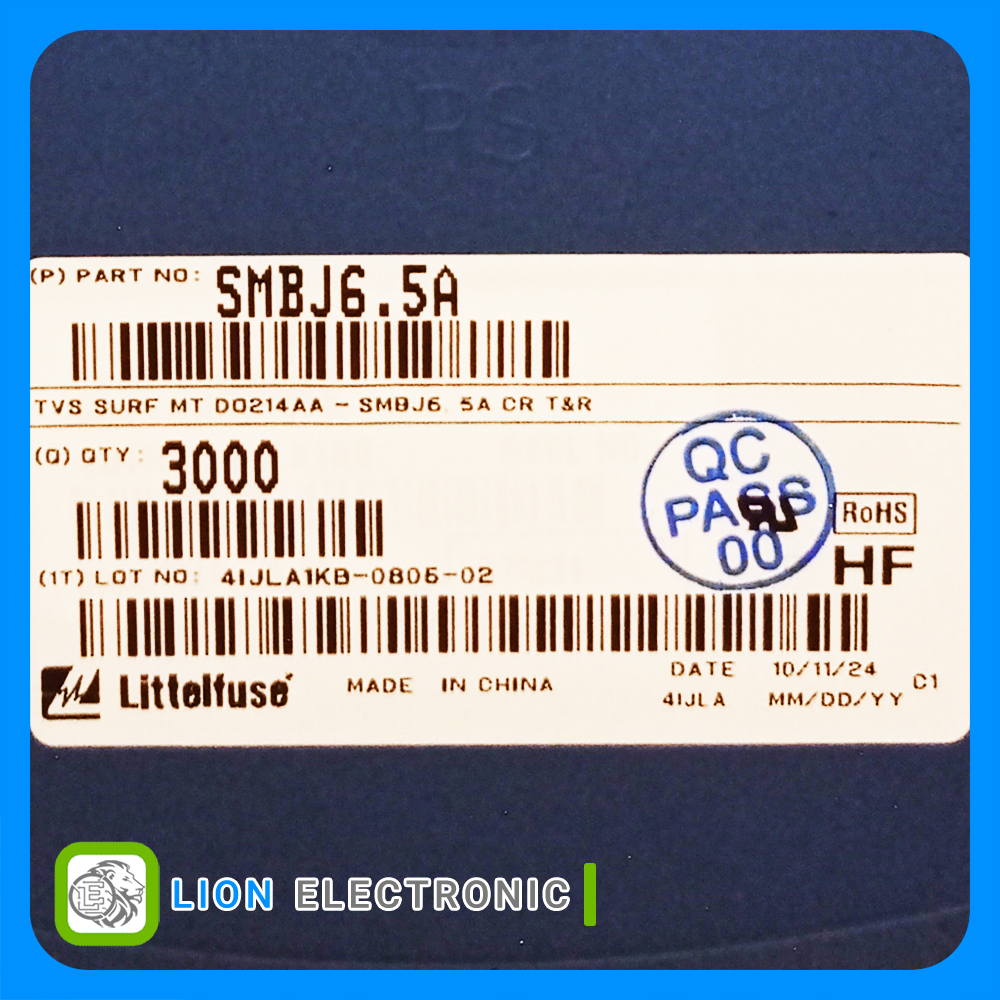 PS
(P) PART NO: SMBJ6.5A
TVS SURF MT DO214AA - SMBJ6.5A CR T&R
(Q) QTY: 3000
QC
PASS
00
RoHS
HF
(1T) LOT NO: 4IJLA1KB-0805-02
Littelfuse
MADE IN CHINA
DATE 10/11/24
4IJLA MM/DD/YY
C1
LE
LION ELECTRONIC